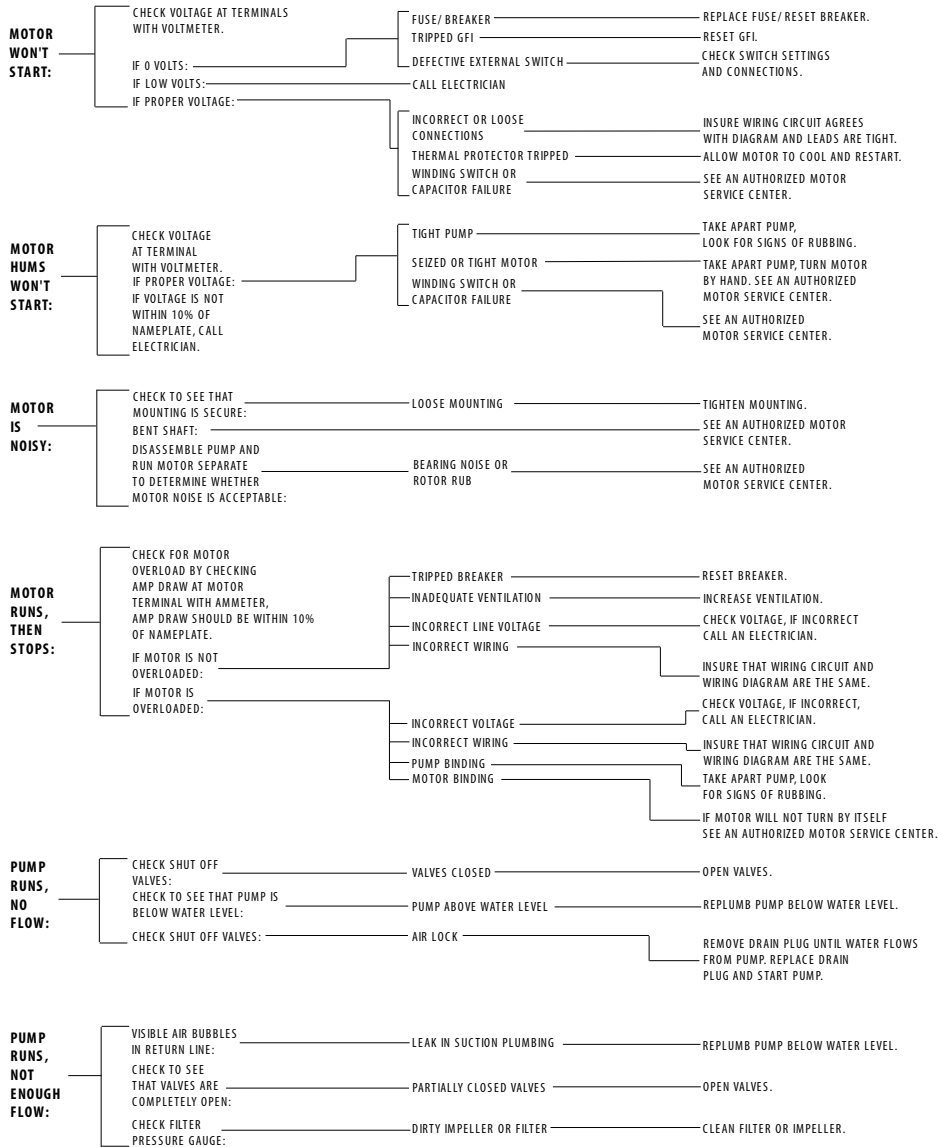 MOTOR
WON'T
START:
CHECK VOLTAGE AT TERMINALS
WITH VOLTMETER.
IF 0 VOLTS:
FUSE/ BREAKER
REPLACE FUSE/ RESET BREAKER.
TRIPPED GFI
RESET GFI.
DEFECTIVE EXTERNAL SWITCH
CHECK SWITCH SETTINGS
AND CONNECTIONS.
IF LOW VOLTS:
CALL ELECTRICIAN
IF PROPER VOLTAGE:
INCORRECT OR LOOSE
CONNECTIONS
INSURE WIRING CIRCUIT AGREES
WITH DIAGRAM AND LEADS ARE TIGHT.
THERMAL PROTECTOR TRIPPED
ALLOW MOTOR TO COOL AND RESTART.
WINDING SWITCH OR
CAPACITOR FAILURE
SEE AN AUTHORIZED MOTOR
SERVICE CENTER.
MOTOR
HUMS
WON'T
START:
CHECK VOLTAGE
AT TERMINAL
WITH VOLTMETER.
IF PROPER VOLTAGE:
IF VOLTAGE IS NOT
WITHIN 10% OF
NAMEPLATE, CALL
ELECTRICIAN.
TIGHT PUMP
TAKE APART PUMP,
LOOK FOR SIGNS OF RUBBING.
SEIZED OR TIGHT MOTOR
TAKE APART PUMP, TURN MOTOR
BY HAND. SEE AN AUTHORIZED
MOTOR SERVICE CENTER.
WINDING SWITCH OR
CAPACITOR FAILURE
SEE AN AUTHORIZED
MOTOR SERVICE CENTER.
MOTOR
IS
NOISY:
CHECK TO SEE THAT
MOUNTING IS SECURE:
LOOSE MOUNTING
TIGHTEN MOUNTING.
BENT SHAFT:
SEE AN AUTHORIZED MOTOR
SERVICE CENTER.
DISASSEMBLE PUMP AND
RUN MOTOR SEPARATE
TO DETERMINE WHETHER
MOTOR NOISE IS ACCEPTABLE:
BEARING NOISE OR
ROTOR RUB
SEE AN AUTHORIZED
MOTOR SERVICE CENTER.
MOTOR
RUNS,
THEN
STOPS:
CHECK FOR MOTOR
OVERLOAD BY CHECKING
AMP DRAW AT MOTOR
TERMINAL WITH AMMETER,
AMP DRAW SHOULD BE WITHIN 10%
OF NAMEPLATE.
IF MOTOR IS NOT
OVERLOADED:
TRIPPED BREAKER
RESET BREAKER.
INADEQUATE VENTILATION
INCREASE VENTILATION.
INCORRECT LINE VOLTAGE
CHECK VOLTAGE, IF INCORRECT
CALL AN ELECTRICIAN.
INCORRECT WIRING
INSURE THAT WIRING CIRCUIT AND
WIRING DIAGRAM ARE THE SAME.
IF MOTOR IS
OVERLOADED:
INCORRECT VOLTAGE
CHECK VOLTAGE, IF INCORRECT,
CALL AN ELECTRICIAN.
INCORRECT WIRING
INSURE THAT WIRING CIRCUIT AND
WIRING DIAGRAM ARE THE SAME.
PUMP BINDING
TAKE APART PUMP, LOOK
FOR SIGNS OF RUBBING.
MOTOR BINDING
IF MOTOR WILL NOT TURN BY ITSELF
SEE AN AUTHORIZED MOTOR SERVICE CENTER.
PUMP
RUNS,
NO
FLOW:
CHECK SHUT OFF
VALVES:
VALVES CLOSED
OPEN VALVES.
CHECK TO SEE THAT PUMP IS
BELOW WATER LEVEL:
PUMP ABOVE WATER LEVEL
REPLUMB PUMP BELOW WATER LEVEL.
CHECK SHUT OFF VALVES:
AIR LOCK
REMOVE DRAIN PLUG UNTIL WATER FLOWS
FROM PUMP. REPLACE DRAIN
PLUG AND START PUMP.
PUMP
RUNS,
NOT
ENOUGH
FLOW:
VISIBLE AIR BUBBLES
IN RETURN LINE:
LEAK IN SUCTION PLUMBING
REPLUMB PUMP BELOW WATER LEVEL.
CHECK TO SEE
THAT VALVES ARE
COMPLETELY OPEN:
PARTIALLY CLOSED VALVES
OPEN VALVES.
CHECK FILTER
PRESSURE GAUGE:
DIRTY IMPELLER OR FILTER
CLEAN FILTER OR IMPELLER.